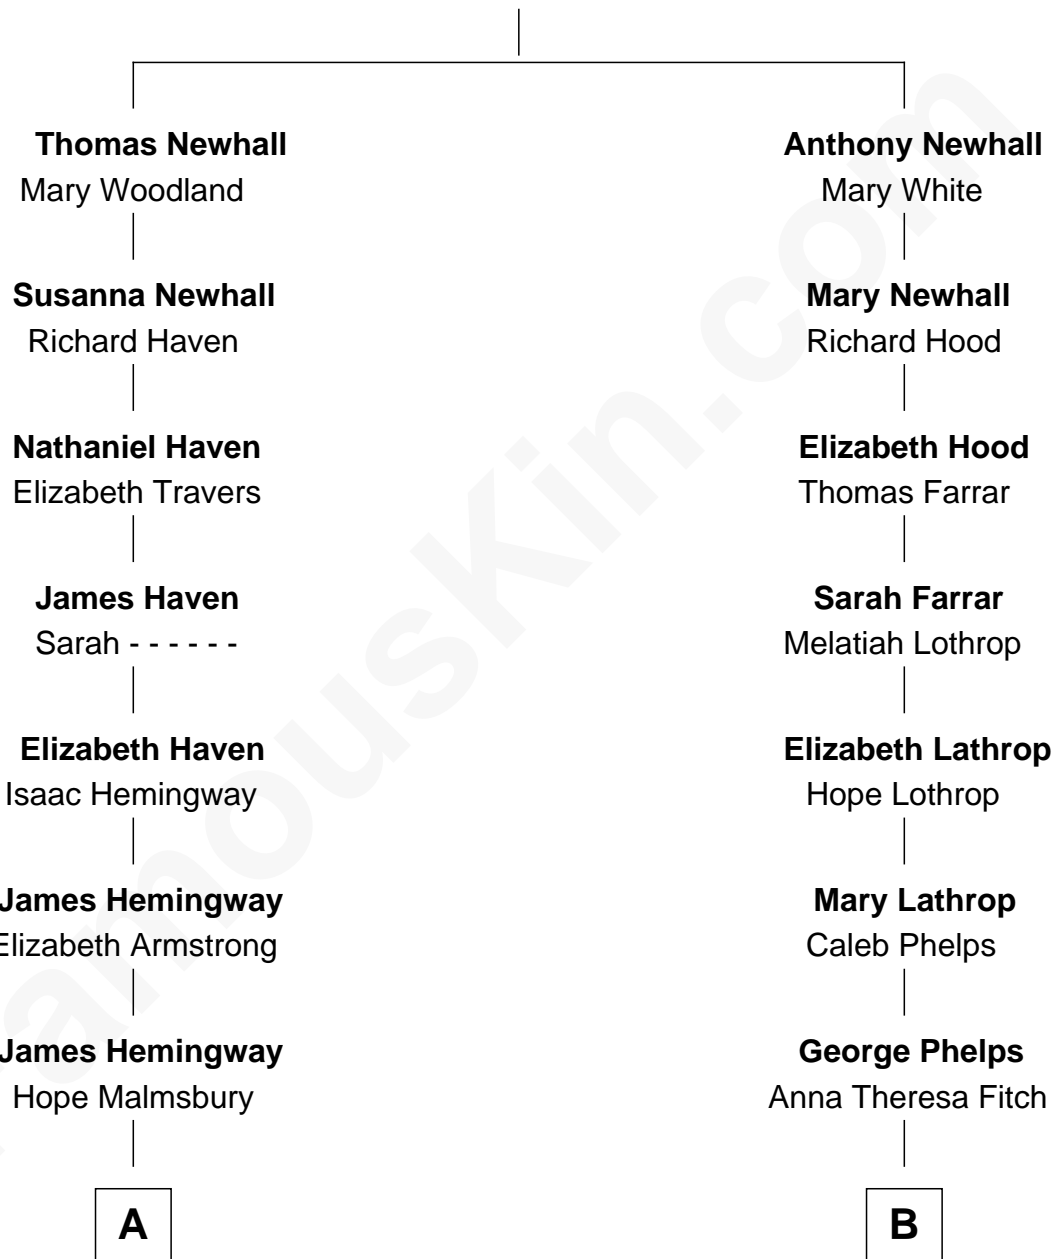 Thomas Newhall
Mary Woodland
Susanna Newhall
Richard Haven
Nathaniel Haven
Elizabeth Travers
James Haven
Sarah - - - - - -
Elizabeth Haven
Isaac Hemingway
James Hemingway
Elizabeth Armstrong
James Hemingway
Hope Malmsbury
A
Anthony Newhall
Mary White
Mary Newhall
Richard Hood
Elizabeth Hood
Thomas Farrar
Sarah Farrar
Melatiah Lothrop
Elizabeth Lathrop
Hope Lothrop
Mary Lathrop
Caleb Phelps
George Phelps
Anna Theresa Fitch
B
FamousKin.com